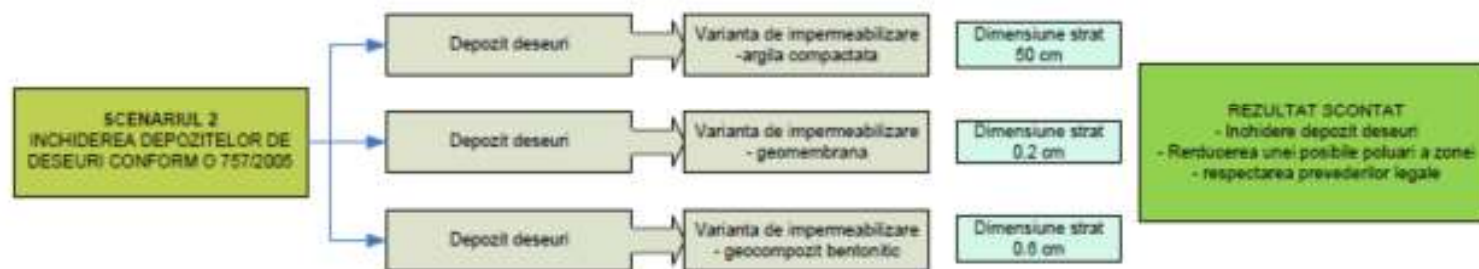 SCENARIUL 2
INCHIDEREA DEPOZITELOR DE
DESEURI CONFORM O 757/2005
Depozit deseuri
Varianta de impermeabilizare
-argila compactata
Dimensiune strat
50 cm
Depozit deseuri
Varianta de impermeabilizare
- geomembrana
Dimensiune strat
0.2 cm
Depozit deseuri
Varianta de impermeabilizare
- geocompozit bentonitic
Dimensiune strat
0.6 cm
REZULTAT SCONTAT
- Inchidere depozit deseuri
- Rerducerea unei posibile poluari a zonei
- respectarea prevederilor legale